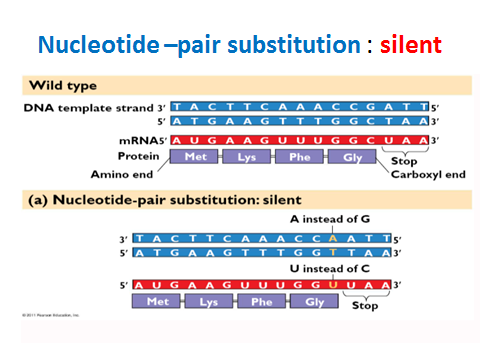 Nucleotide –pair substitution : silent
Wild type
DNA template strand 3′ T A C T T C A A A C C G A T T 5′
5′ A T G A A G T T T G G C T A A 3′
mRNA 5′ A U G A A G U U U G G C U A A 3′
Protein Met Lys Phe Gly Stop
Amino end Carboxyl end
(a) Nucleotide-pair substitution: silent
A instead of G
3′ T A C T T C A A A C C A A T T 5′
5′ A T G A A G T T T G G T T A A 3′
U instead of C
5′ A U G A A G U U U G G U U A A 3′
Met Lys Phe Gly Stop
© 2011 Pearson Education, Inc.